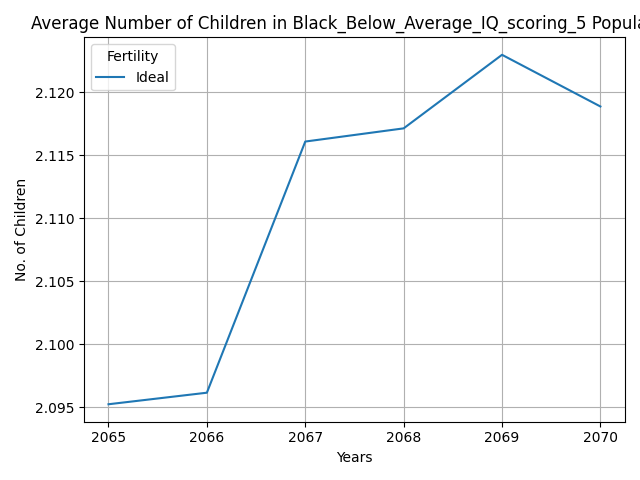 Average Number of Children in Black_Below_Average_IQ_scoring_5 Popula
Fertility
Ideal
2.120
2.115
2.110
2.105
2.100
2.095
No. of Children
2065 2066 2067 2068 2069 2070
Years